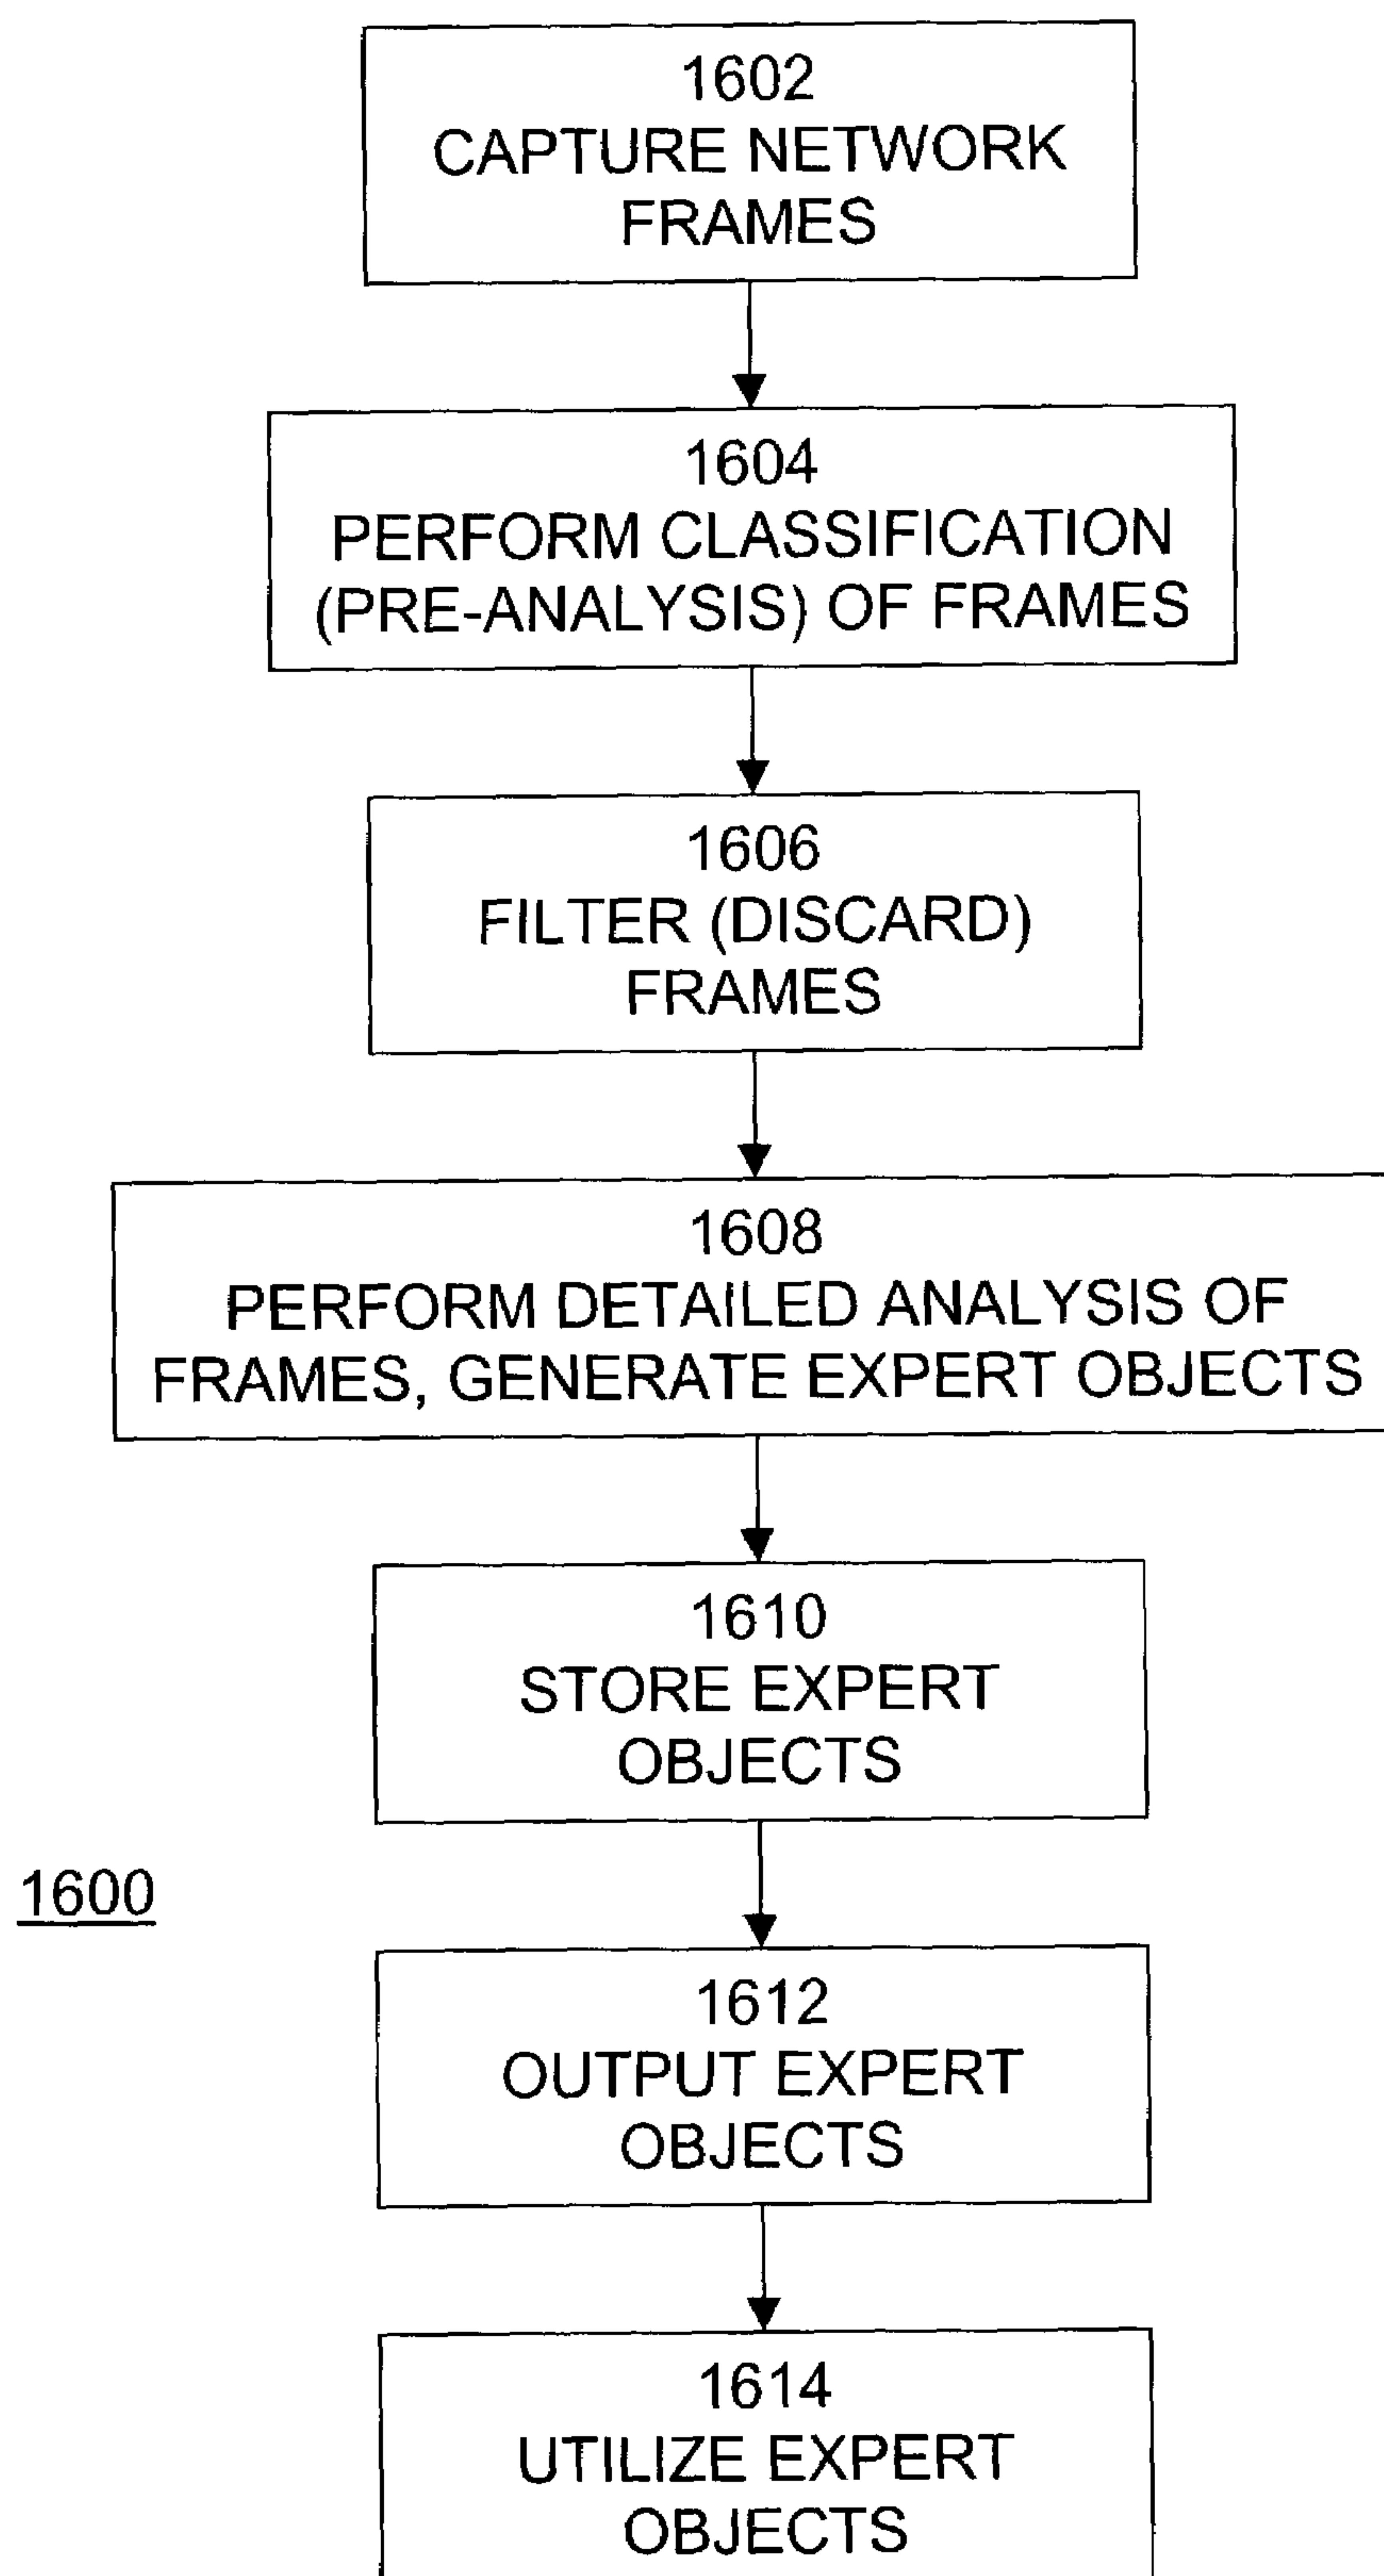 1602
CAPTURE NETWORK
FRAMES
1604
PERFORM CLASSIFICATION
(PRE-ANALYSIS) OF FRAMES
1606
FILTER (DISCARD)
FRAMES
1608
PERFORM DETAILED ANALYSIS OF
FRAMES, GENERATE EXPERT OBJECTS
1610
STORE EXPERT
OBJECTS
1600
1612
OUTPUT EXPERT
OBJECTS
1614
UTILIZE EXPERT
OBJECTS